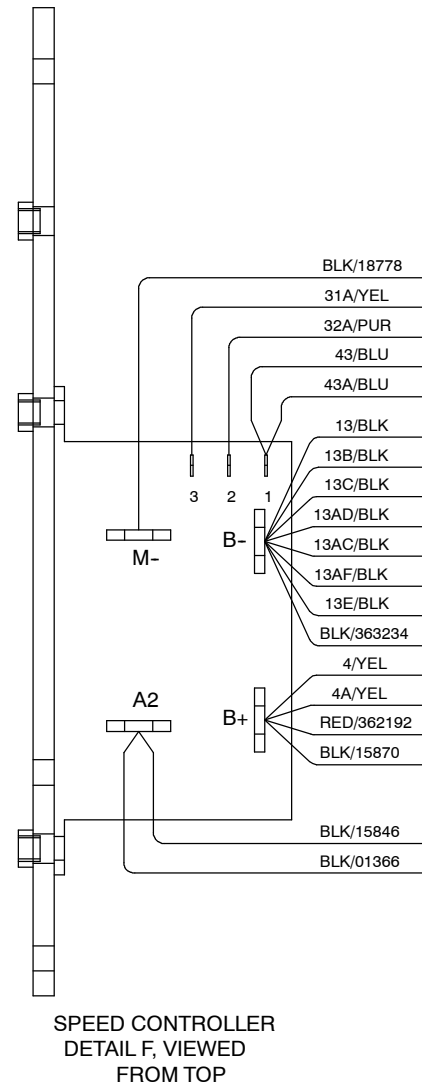 BLK/18778
31A/YEL
32A/PUR
43/BLU
43A/BLU
13/BLK
13B/BLK
13C/BLK
13AD/BLK
13AC/BLK
13AF/BLK
13E/BLK
BLK/363234
3 2 1
B-
M-
4/YEL
4A/YEL
RED/362192
BLK/15870
A2
B+
BLK/15846
BLK/01366
SPEED CONTROLLER
DETAIL F, VIEWED
FROM TOP